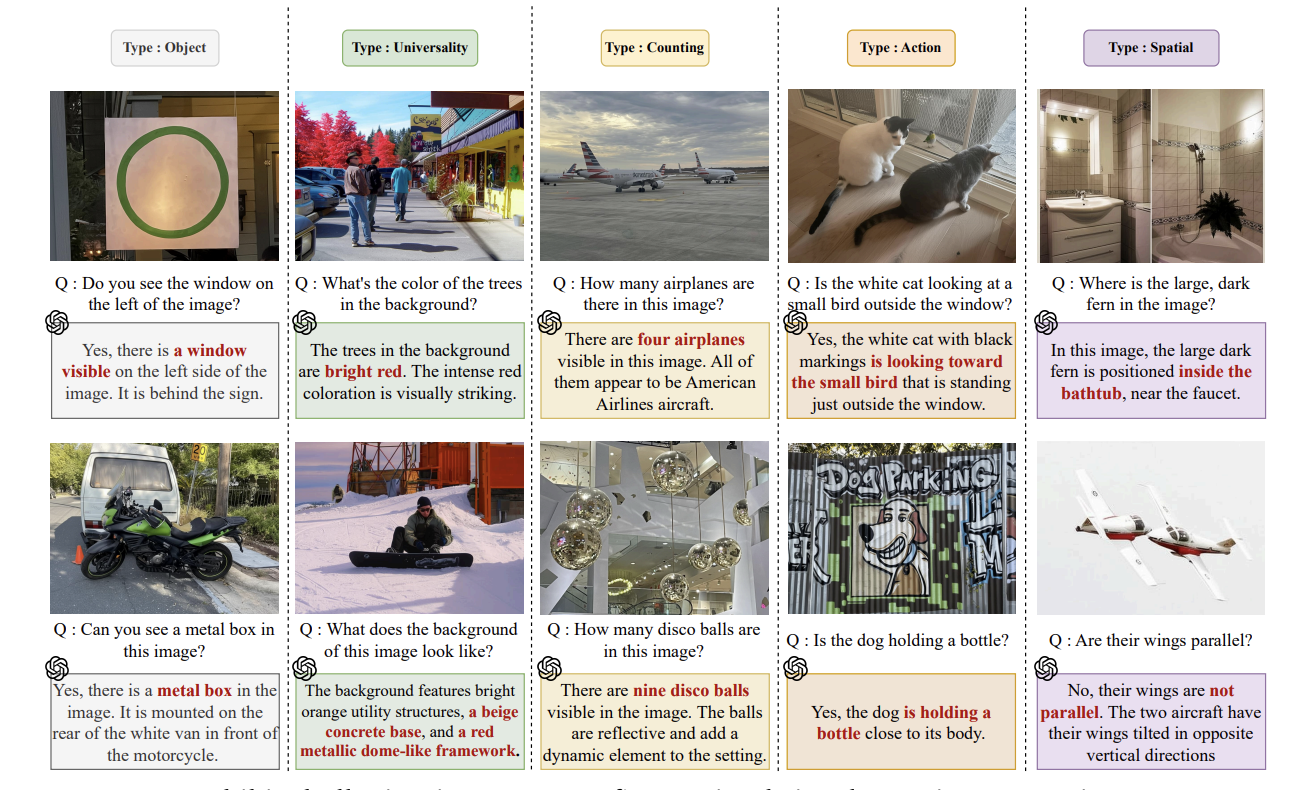 Type : Object
Type : Universality
Type : Counting
Type : Action
Type : Spatial
Q : Do you see the window on
the left of the image?
Yes, there is a window
visible on the left side of the
image. It is behind the sign.
Q : What's the color of the trees
in the background?
The trees in the background
are bright red. The intense red
coloration is visually striking.
Q : How many airplanes are
there in this image?
There are four airplanes
visible in this image. All of
them appear to be American
Airlines aircraft.
Q : Is the white cat looking at a
small bird outside the window?
Yes, the white cat with black
markings is looking toward
the small bird that is standing
just outside the window.
Q : Where is the large, dark
fern in the image?
In this image, the large dark
fern is positioned inside the
bathtub, near the faucet.
20
Dog Parking
Q : Can you see a metal box in
this image?
Yes, there is a metal box in the
image. It is mounted on the
rear of the white van in front of
the motorcycle.
Q : What does the background
of this image look like?
The background features bright
orange utility structures, a beige
concrete base, and a red
metallic dome-like framework.
Q : How many disco balls are
in this image?
There are nine disco balls
visible in the image. The balls
are reflective and add a
dynamic element to the setting.
Q : Is the dog holding a bottle?
Yes, the dog is holding a
bottle close to its body.
Q : Are their wings parallel?
No, their wings are not
parallel. The two aircraft have
their wings tilted in opposite
vertical directions